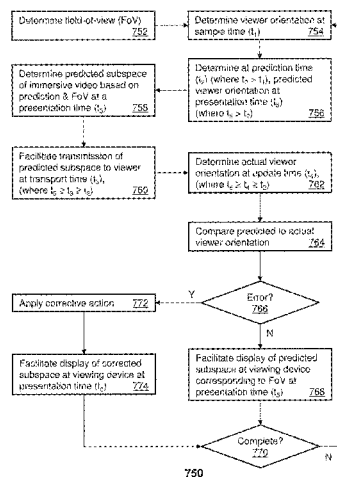 Determine field-of-view (FoV)
752
Determine viewer orientation at
sample time (t₁)
754
Determine at prediction time
(t₂) (where t₂ > t₁), predicted
viewer orientation at
presentation time (t₅)
(where t₅ > t₂)
756
Determine predicted subspace
of immersive video based on
prediction & FoV at a
presentation time (t₅)
758
Facilitate transmission of
predicted subspace to viewer
at transport time (t₃),
(where t₅ ≥ t₃ ≥ t₂)
760
Determine actual viewer
orientation at update time (t₄),
(where t₅ ≥ t₄ ≥ t₃)
762
Compare predicted to actual
viewer orientation
764
Error?
766
Y
N
Apply corrective action
772
Facilitate display of corrected
subspace at viewing device at
presentation time (t₅)
774
Facilitate display of predicted
subspace at viewing device
corresponding to FoV at
presentation time (t₅)
768
Complete?
770
N
750